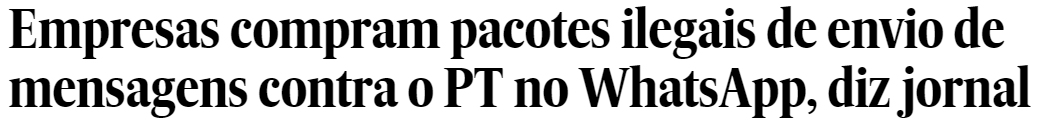 Empresas compram pacotes ilegais de envio de
mensagens contra o PT no WhatsApp, diz jornal